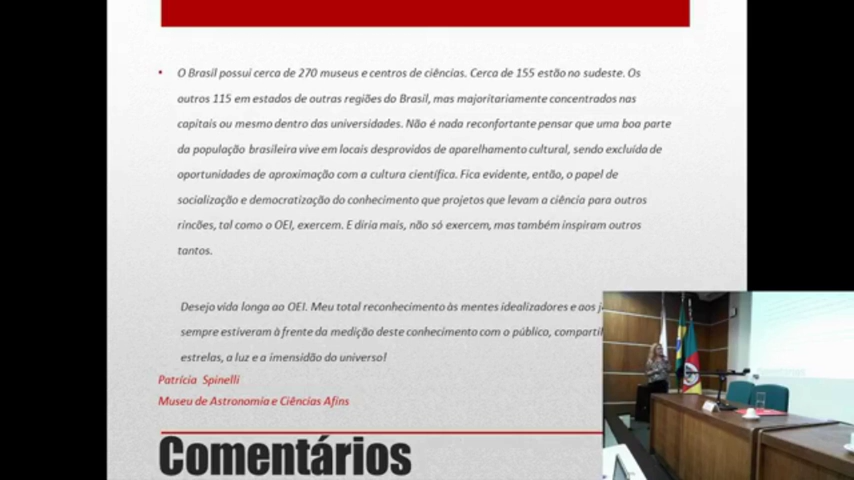 • O Brasil possui cerca de 270 museus e centros de ciências. Cerca de 155 estão no sudeste. Os
outros 115 em estados de outras regiões do Brasil, mas majoritariamente concentrados nas
capitais ou mesmo dentro das universidades. Não é nada reconfortante pensar que uma boa parte
da população brasileira vive em locais desprovidos de aparelhamento cultural, sendo excluída de
oportunidades de aproximação com a cultura científica. Fica evidente, então, o papel de
socialização e democratização do conhecimento que projetos que levam a ciência para outros
rincões, tal como o OEI, exercem. E diria mais, não só exercem, mas também inspiram outros
tantos.
Desejo vida longa ao OEI. Meu total reconhecimento às mentes idealizadores e aos
sempre estiveram à frente da medição deste conhecimento com o público,
estrelas, a luz e a imensidão do universo!
Patrícia Spinelli
Museu de Astronomia e Ciências Afins
Comentários